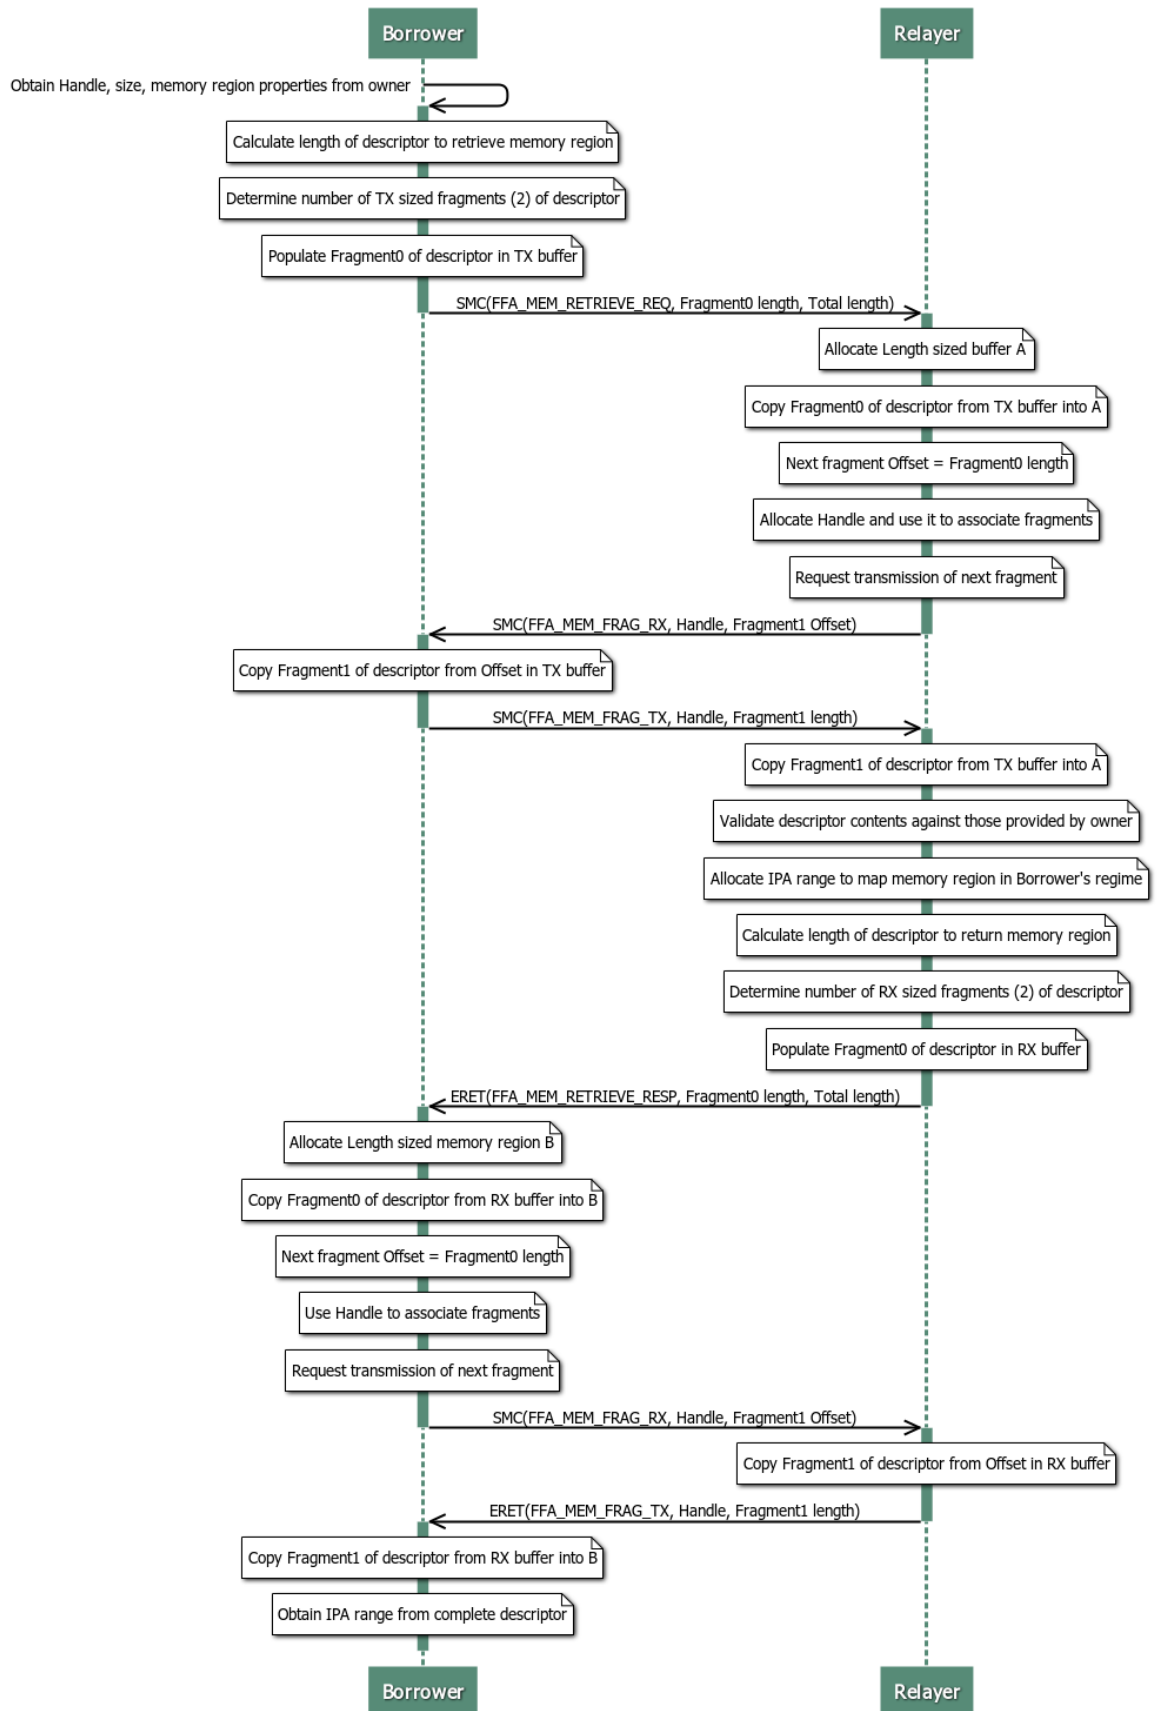 Borrower
Relayer
Obtain Handle, size, memory region properties from owner
Calculate length of descriptor to retrieve memory region
Determine number of TX sized fragments (2) of descriptor
Populate Fragment0 of descriptor in TX buffer
SMC(FFA_MEM_RETRIEVE_REQ, Fragment0 length, Total length)
Allocate Length sized buffer A
Copy Fragment0 of descriptor from TX buffer into A
Next fragment Offset = Fragment0 length
Allocate Handle and use it to associate fragments
Request transmission of next fragment
SMC(FFA_MEM_FRAG_RX, Handle, Fragment1 Offset)
Copy Fragment1 of descriptor from Offset in TX buffer
SMC(FFA_MEM_FRAG_TX, Handle, Fragment1 length)
Copy Fragment1 of descriptor from TX buffer into A
Validate descriptor contents against those provided by owner
Allocate IPA range to map memory region in Borrower's regime
Calculate length of descriptor to return memory region
Determine number of RX sized fragments (2) of descriptor
Populate Fragment0 of descriptor in RX buffer
ERET(FFA_MEM_RETRIEVE_RESP, Fragment0 length, Total length)
Allocate Length sized memory region B
Copy Fragment0 of descriptor from RX buffer into B
Next fragment Offset = Fragment0 length
Use Handle to associate fragments
Request transmission of next fragment
SMC(FFA_MEM_FRAG_RX, Handle, Fragment1 Offset)
Copy Fragment1 of descriptor from Offset in RX buffer
ERET(FFA_MEM_FRAG_TX, Handle, Fragment1 length)
Copy Fragment1 of descriptor from RX buffer into B
Obtain IPA range from complete descriptor
Borrower
Relayer